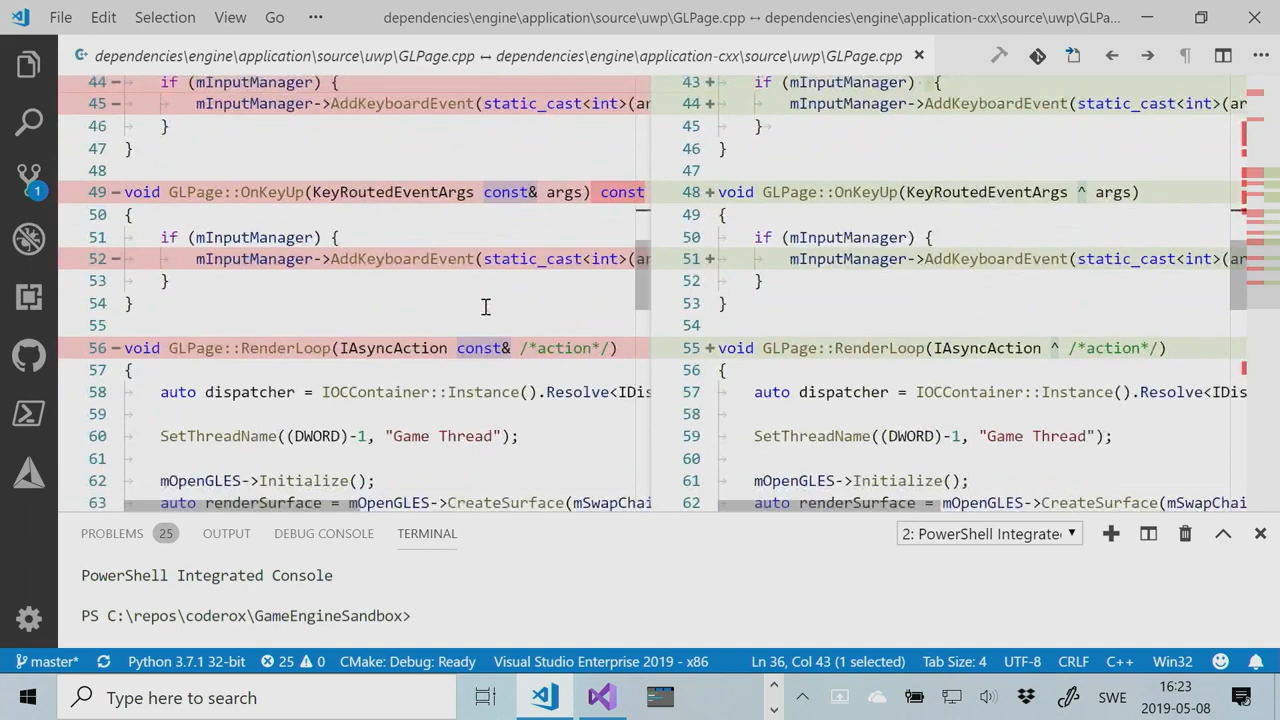 File Edit Selection View Go ··· dependencies\engine\application\source\uwp\GLPage.cpp ↔ dependencies\engine\application-cxx\source\uwp\GLPa...
dependencies\engine\application\source\uwp\GLPage.cpp ↔ dependencies\engine\application-cxx\source\uwp\GLPage.cpp
44 − if (mInputManager) {
45 − mInputManager->AddKeyboardEvent(static_cast<int>(ar
46 }
47 }
48
49 − void GLPage::OnKeyUp(KeyRoutedEventArgs const& args) const
50 {
51 if (mInputManager) {
52 − mInputManager->AddKeyboardEvent(static_cast<int>(ar
53 }
54 }
55
56 − void GLPage::RenderLoop(IAsyncAction const& /*action*/)
57 {
58 auto dispatcher = IOCContainer::Instance().Resolve<IDis
59
60 SetThreadName((DWORD)-1, "Game Thread");
61
62 mOpenGLES->Initialize();
63 auto renderSurface = mOpenGLES->CreateSurface(mSwapChai
43 + if (mInputManager) {
44 + mInputManager->AddKeyboardEvent(static_cast<int>(ar
45 }
46 }
47
48 + void GLPage::OnKeyUp(KeyRoutedEventArgs ^ args)
49 {
50 if (mInputManager) {
51 + mInputManager->AddKeyboardEvent(static_cast<int>(ar
52 }
53 }
54
55 + void GLPage::RenderLoop(IAsyncAction ^ /*action*/)
56 {
57 auto dispatcher = IOCContainer::Instance().Resolve<IDis
58
59 SetThreadName((DWORD)-1, "Game Thread");
60
61 mOpenGLES->Initialize();
62 auto renderSurface = mOpenGLES->CreateSurface(mSwapChai
1
PROBLEMS 25 OUTPUT DEBUG CONSOLE TERMINAL 2: PowerShell Integrate
PowerShell Integrated Console
PS C:\repos\coderox\GameEngineSandbox>
master* Python 3.7.1 32-bit 25 0 CMake: Debug: Ready Visual Studio Enterprise 2019 - x86 Ln 36, Col 43 (1 selected) Tab Size: 4 UTF-8 CRLF C++ Win32
Type here to search SWE 16:23
2019-05-08